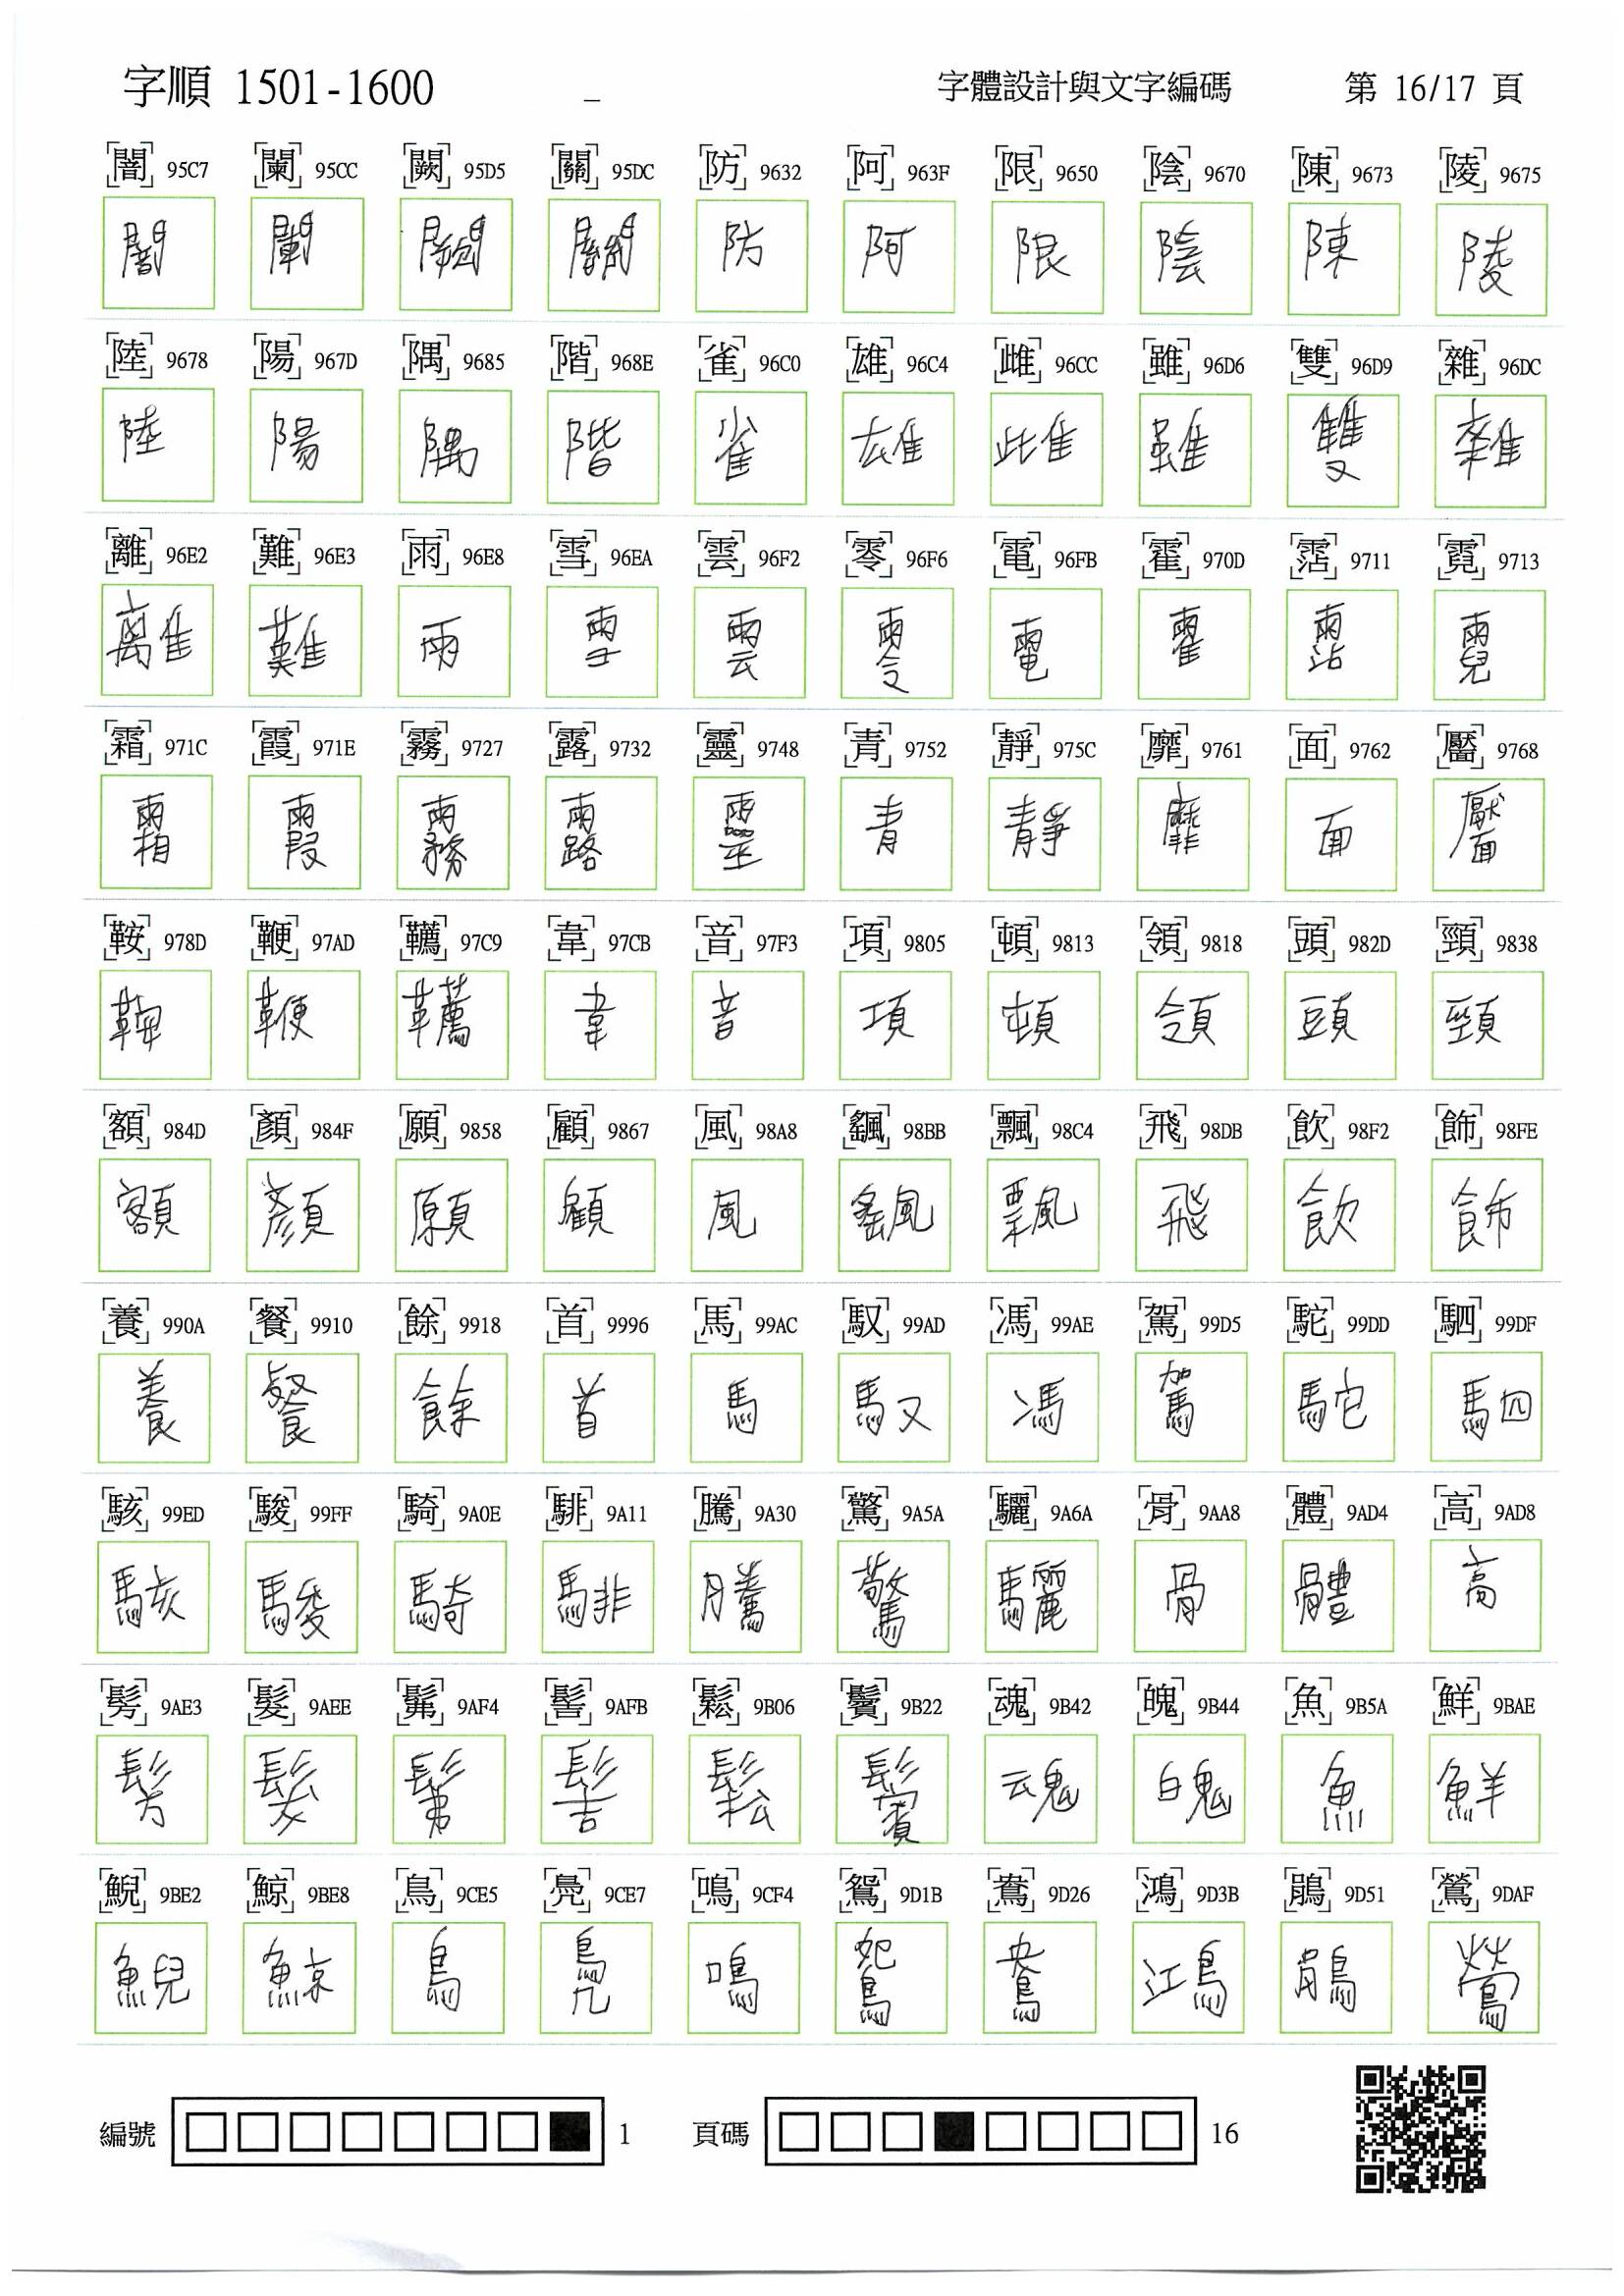 字順 1501-1600 _ 字體設計與文字編碼 第 16/17 頁
闇 95C7 闌 95CC 闕 95D5 關 95DC 防 9632 阿 963F 限 9650 陰 9670 陳 9673 陵 9675
闇 闌 闕 關 防 阿 限 陰 陳 陵
陸 9678 陽 967D 隅 9685 階 968E 雀 96C0 雄 96C4 雌 96CC 雖 96D6 雙 96D9 雜 96DC
陸 陽 隅 階 雀 雄 雌 雖 雙 雜
離 96E2 難 96E3 雨 96E8 雪 96EA 雲 96F2 零 96F6 電 96FB 霍 970D 霑 9711 霓 9713
離 難 雨 雪 雲 零 電 霍 霑 霓
霜 971C 霞 971E 霧 9727 露 9732 靈 9748 青 9752 靜 975C 靡 9761 面 9762 靨 9768
霜 霞 霧 露 靈 青 靜 靡 面 靨
鞍 978D 鞭 97AD 韉 97C9 韋 97CB 音 97F3 項 9805 頓 9813 領 9818 頭 982D 頸 9838
鞍 鞭 韉 韋 音 項 頓 領 頭 頸
額 984D 顏 984F 願 9858 顧 9867 風 98A8 颻 98BB 飄 98C4 飛 98DB 飲 98F2 飾 98FE
額 顏 願 顧 風 颻 飄 飛 飲 飾
養 990A 餐 9910 餘 9918 首 9996 馬 99AC 馭 99AD 馮 99AE 駕 99D5 駝 99DD 駟 99DF
養 餐 餘 首 馬 馭 馮 駕 駝 駟
駭 99ED 駿 99FF 騎 9A0E 騑 9A11 騰 9A30 驚 9A5A 驪 9A6A 骨 9AA8 體 9AD4 高 9AD8
駭 駿 騎 騑 騰 驚 驪 骨 體 高
髣 9AE3 髮 9AEE 髴 9AF4 髻 9AFB 鬆 9B06 鬢 9B22 魂 9B42 魄 9B44 魚 9B5A 鮮 9BAE
髣 髮 髴 髻 鬆 鬢 魂 魄 魚 鮮
鯢 9BE2 鯨 9BE8 鳥 9CE5 鳧 9CE7 鳴 9CF4 鴛 9D1B 鴦 9D26 鴻 9D3B 鵑 9D51 鶯 9DAF
鯢 鯨 鳥 鳧 鳴 鴛 鴦 鴻 鵑 鶯
編號 1 頁碼 16